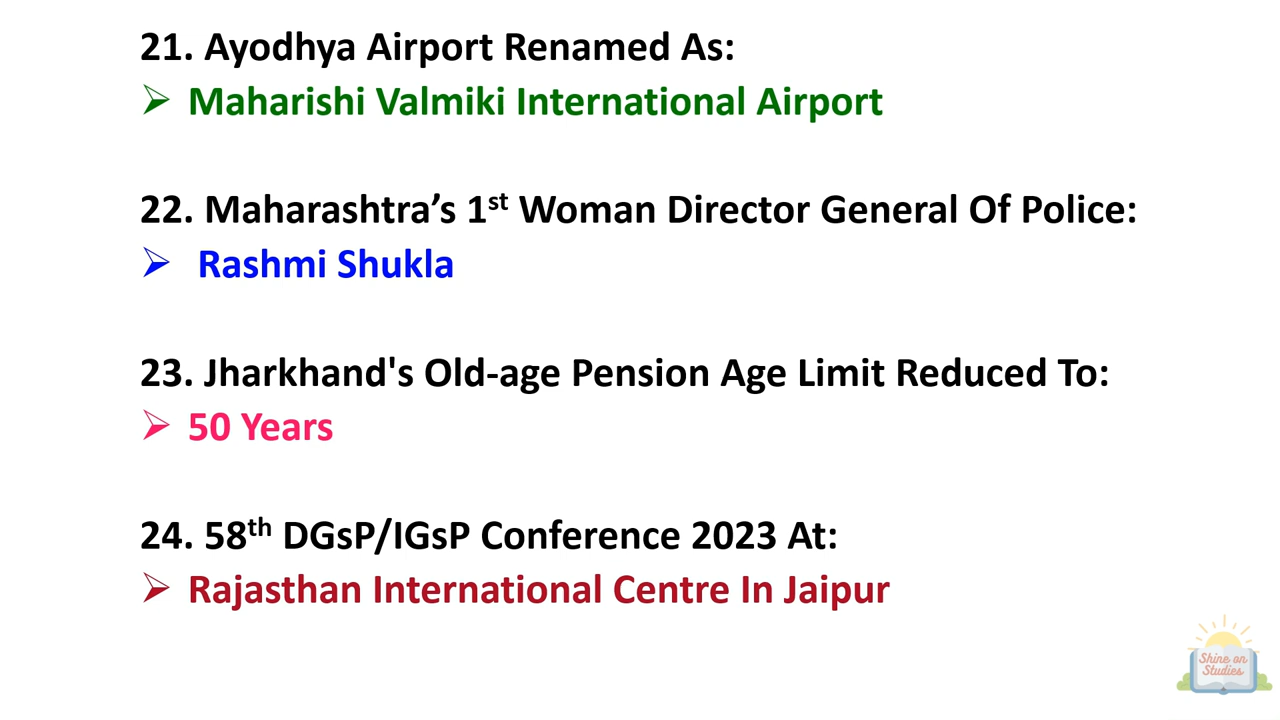 21. Ayodhya Airport Renamed As:
➢ Maharishi Valmiki International Airport
22. Maharashtra’s 1st Woman Director General Of Police:
➢ Rashmi Shukla
23. Jharkhand's Old-age Pension Age Limit Reduced To:
➢ 50 Years
24. 58th DGsP/IGsP Conference 2023 At:
➢ Rajasthan International Centre In Jaipur
Shine on
Studies